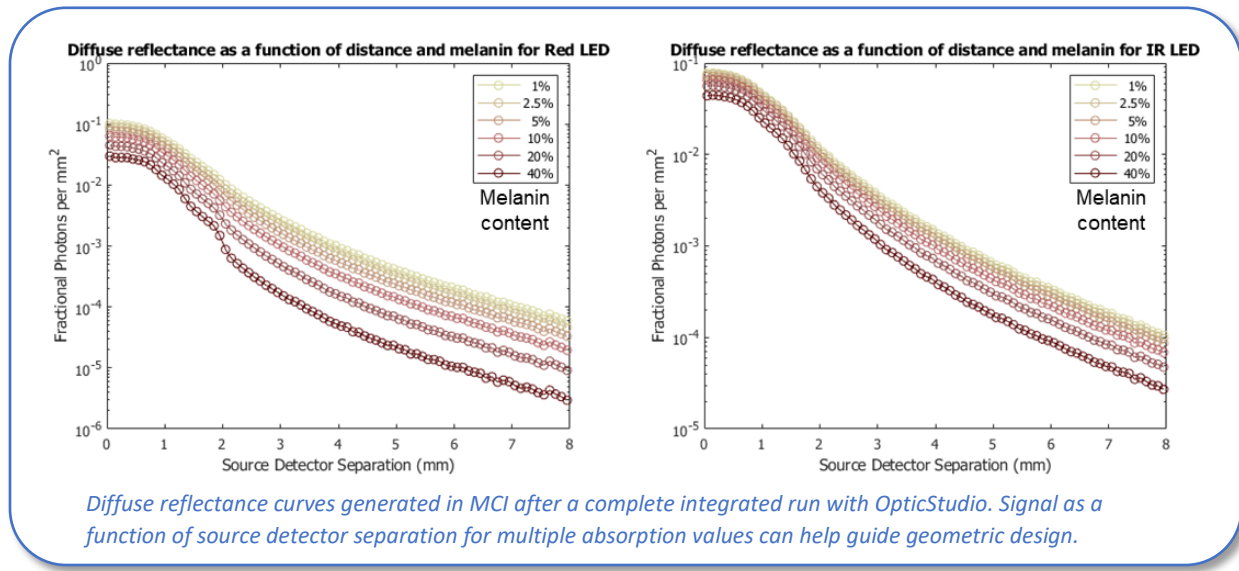 Diffuse reflectance as a function of distance and melanin for Red LED
10^0
10^-1
10^-2
10^-3
10^-4
10^-5
10^-6
Fractional Photons per mm^2
1%
2.5%
5%
10%
20%
40%
Melanin
content
0 1 2 3 4 5 6 7 8
Source Detector Separation (mm)
Diffuse reflectance as a function of distance and melanin for IR LED
10^-1
10^-2
10^-3
10^-4
10^-5
Fractional Photons per mm^2
1%
2.5%
5%
10%
20%
40%
Melanin
content
0 1 2 3 4 5 6 7 8
Source Detector Separation (mm)
Diffuse reflectance curves generated in MCI after a complete integrated run with OpticStudio. Signal as a
function of source detector separation for multiple absorption values can help guide geometric design.